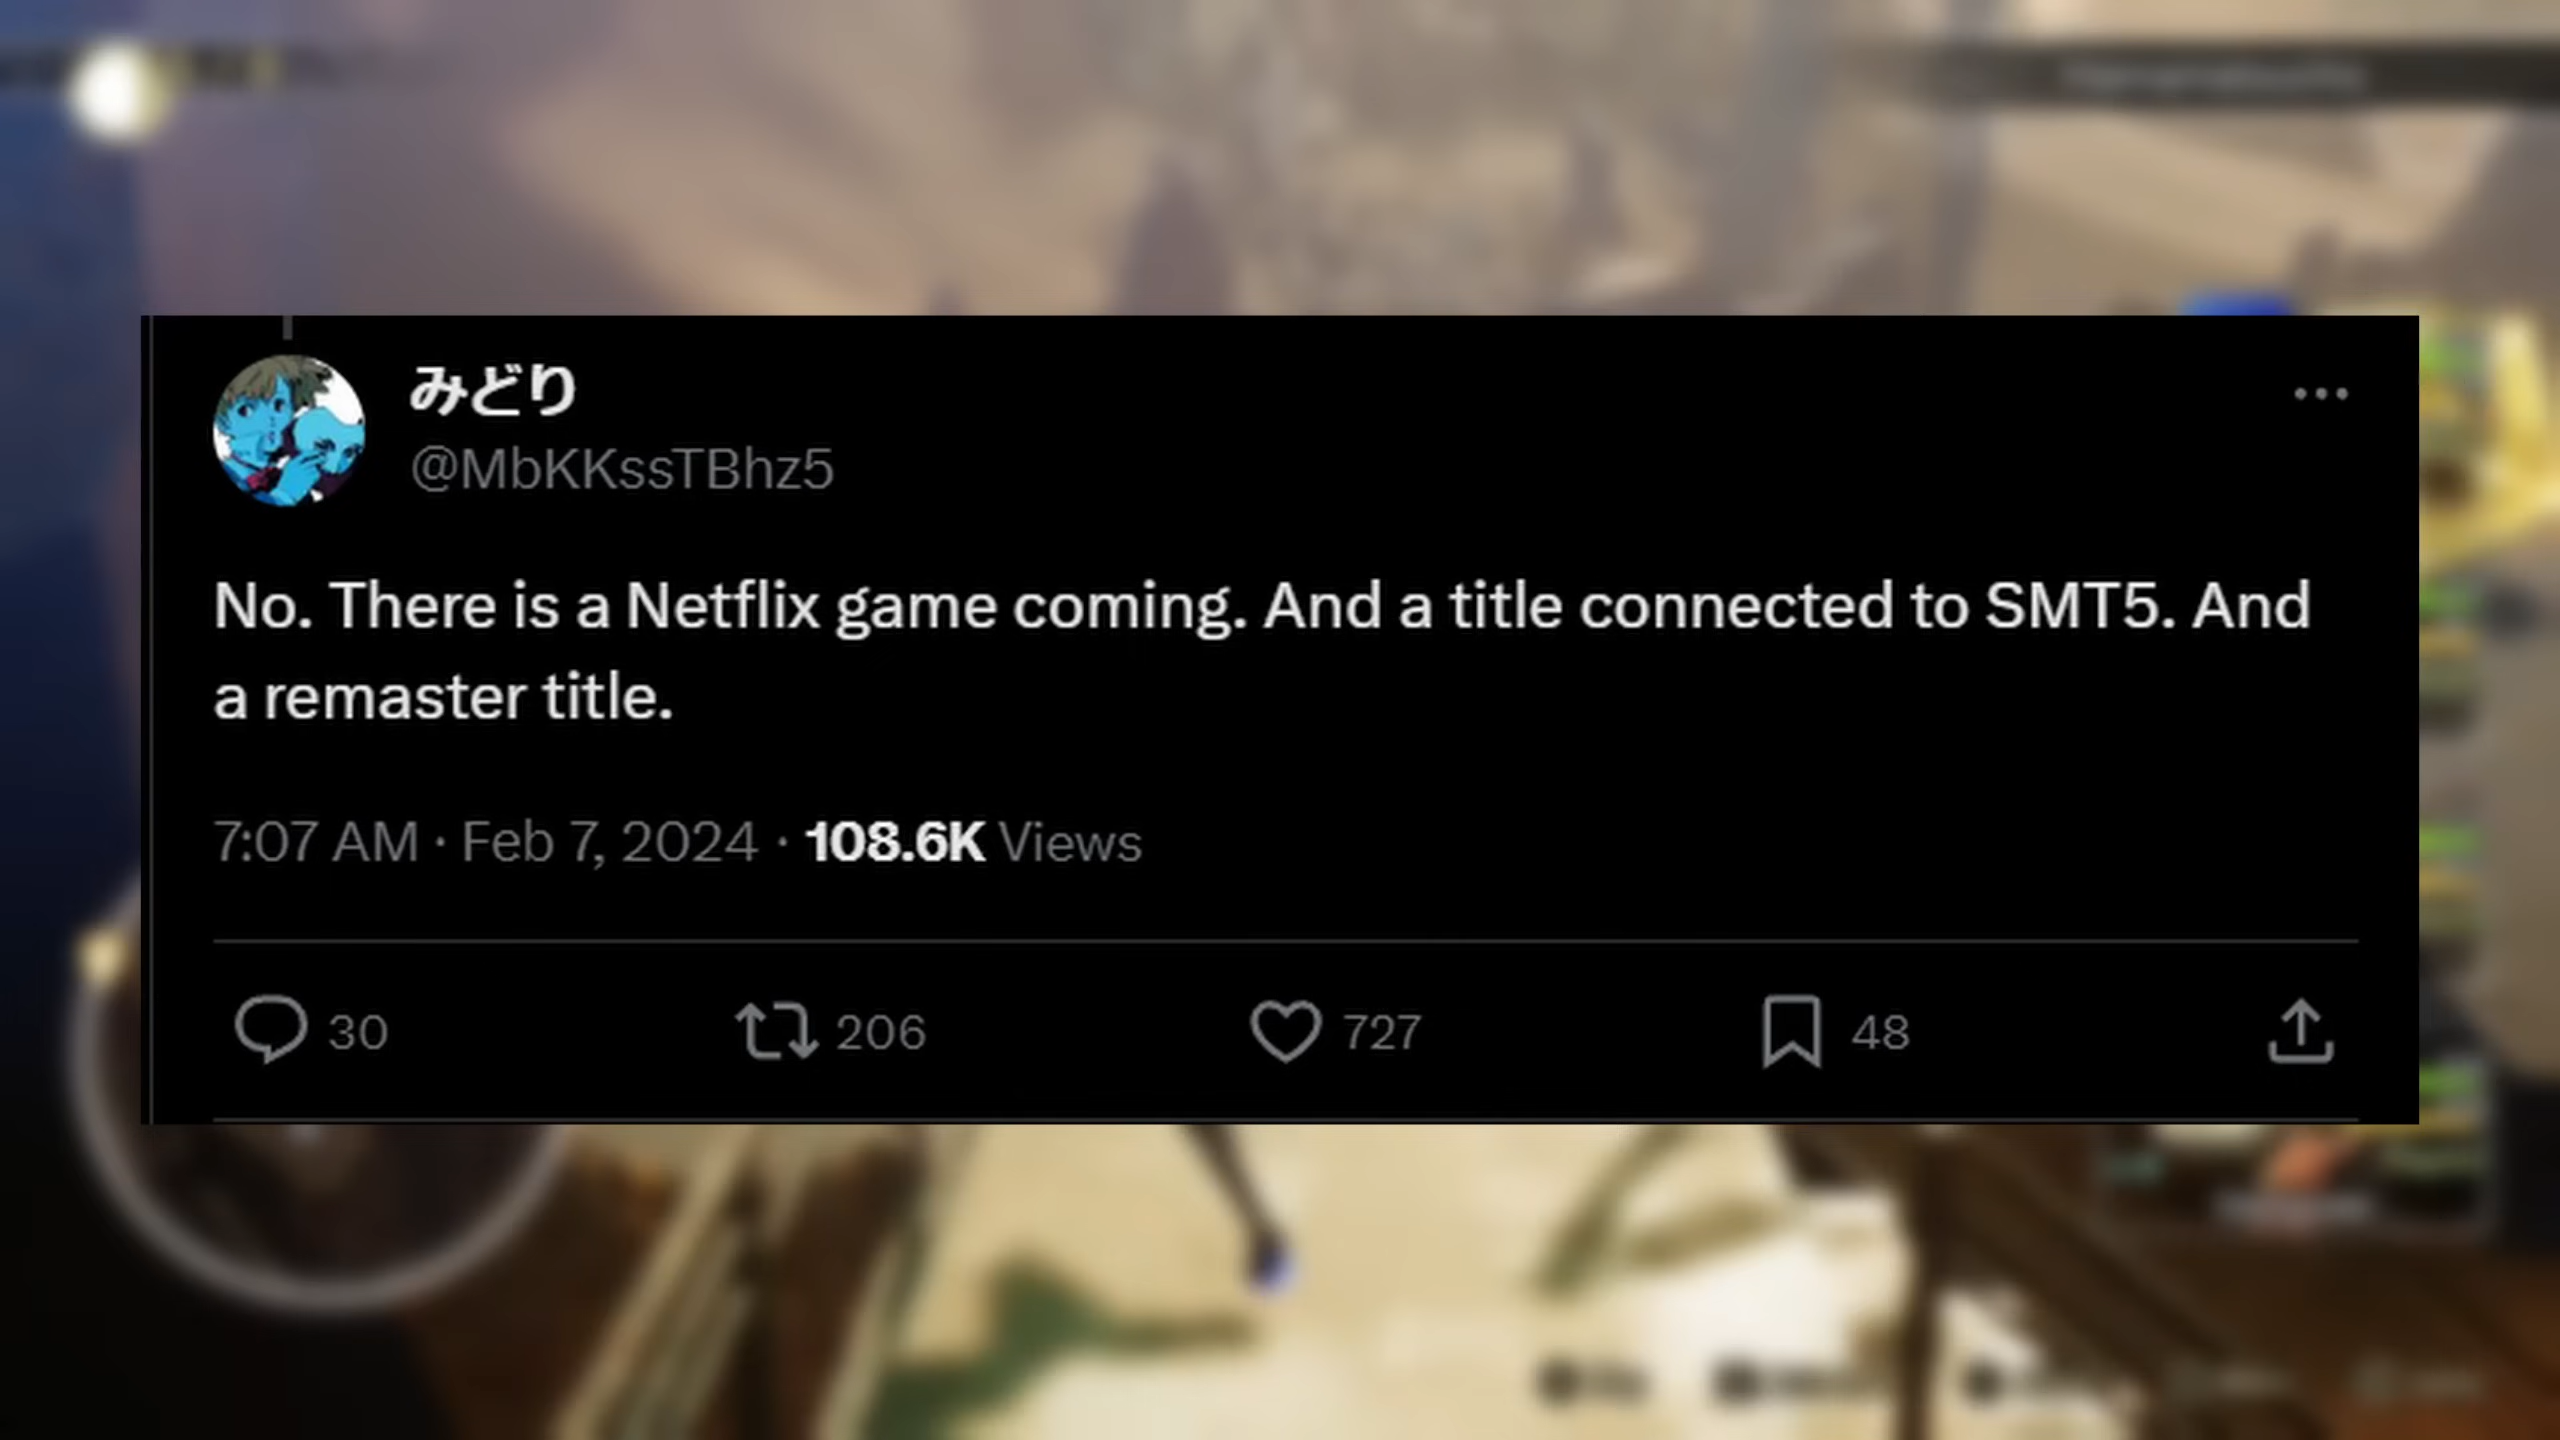 みどり
@MbKKssTBhz5
No. There is a Netflix game coming. And a title connected to SMT5. And
a remaster title.
7:07 AM · Feb 7, 2024 · 108.6K Views
30 206 727 48